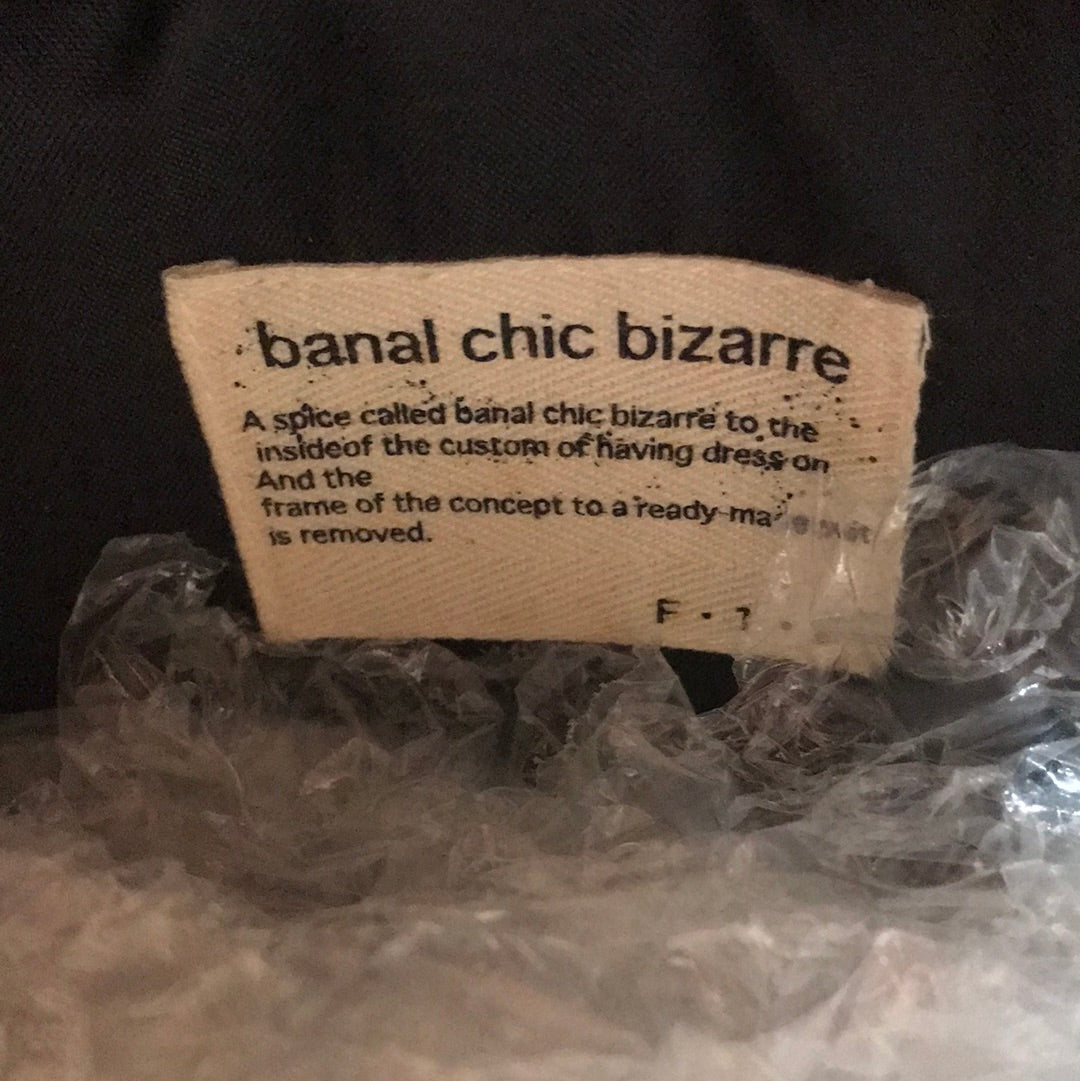 banal chic bizarre
A spice called banal chic bizarre to the
insideof the custom of having dress on
And the
frame of the concept to a ready-ma
is removed.
F •